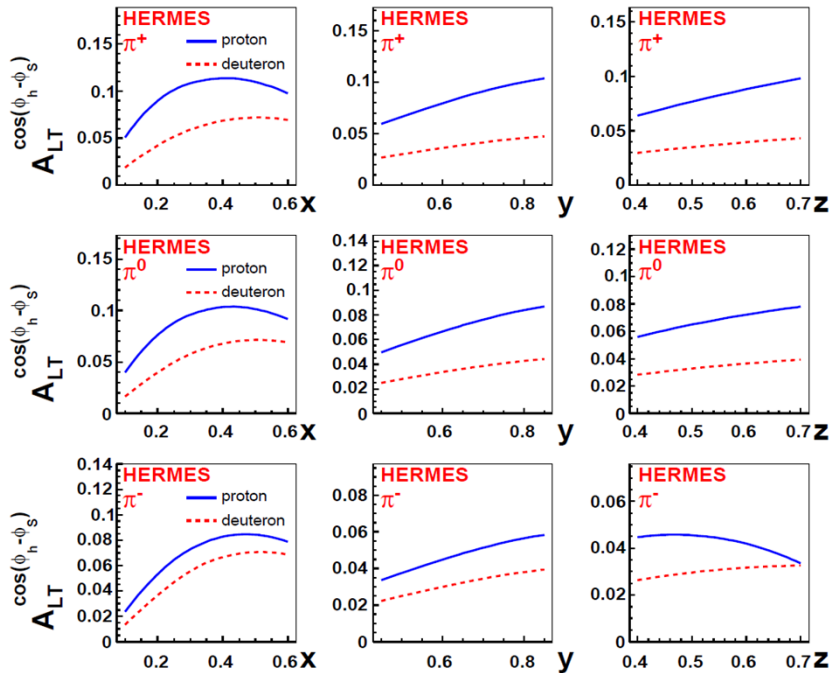 HERMES
π+
proton
deuteron
0.15
0.1
0.05
0
0.2
0.4
0.6
x
A_LT^cos(ϕ_h-ϕ_S)
HERMES
π+
0.15
0.1
0.05
0
0.6
0.8
y
HERMES
π+
0.15
0.1
0.05
0
0.4
0.5
0.6
0.7
z
HERMES
π0
proton
deuteron
0.15
0.1
0.05
0
0.2
0.4
0.6
x
A_LT^cos(ϕ_h-ϕ_S)
HERMES
π0
0.14
0.12
0.1
0.08
0.06
0.04
0.02
0
0.6
0.8
y
HERMES
π0
0.12
0.1
0.08
0.06
0.04
0.02
0
0.4
0.5
0.6
0.7
z
HERMES
π-
proton
deuteron
0.14
0.12
0.1
0.08
0.06
0.04
0.02
0
0.2
0.4
0.6
x
A_LT^cos(ϕ_h-ϕ_S)
HERMES
π-
0.08
0.06
0.04
0.02
0
0.6
0.8
y
HERMES
π-
0.06
0.04
0.02
0
0.4
0.5
0.6
0.7
z